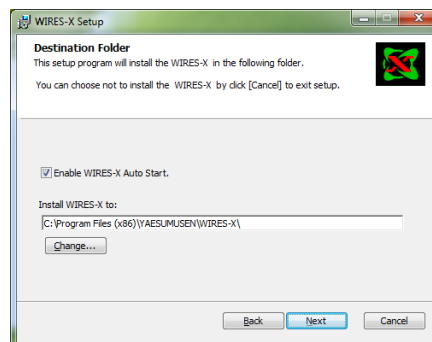 WIRES-X Setup
Destination Folder
This setup program will install the WIRES-X in the following folder.
You can choose not to install the WIRES-X by click [Cancel] to exit setup.
Enable WIRES-X Auto Start.
Install WIRES-X to:
C:\Program Files (x86)\YAESUMUSEN\WIRES-X\
Change...
Back Next Cancel